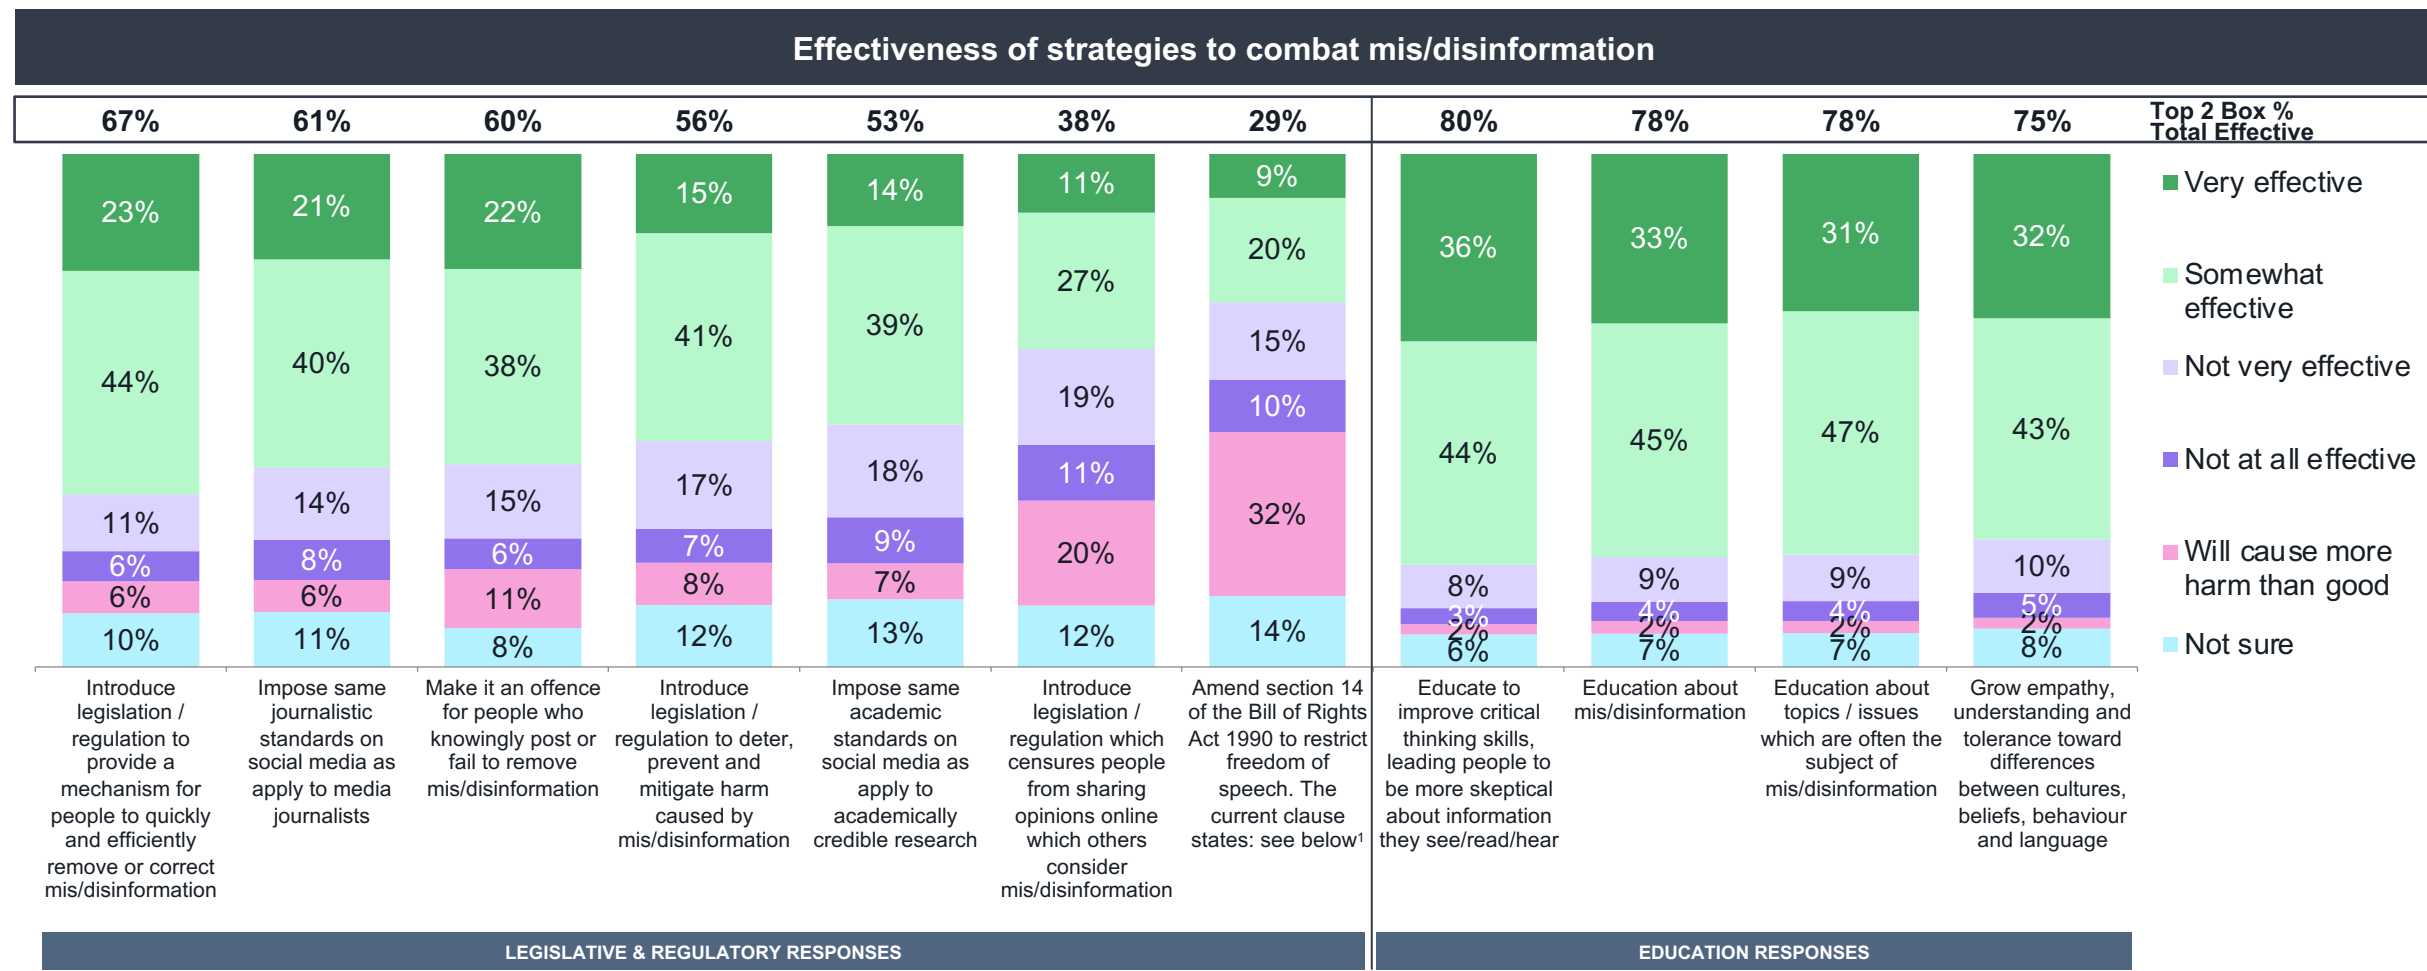 Effectiveness of strategies to combat mis/disinformation
67% 61% 60% 56% 53% 38% 29% 80% 78% 78% 75%
Top 2 Box %
Total Effective
23% 21% 22% 15% 14% 11% 9% 36% 33% 31% 32%
44% 40% 38% 41% 39% 27% 20% 44% 45% 47% 43%
11% 14% 15% 17% 18% 19% 15% 8% 9% 9% 10%
6% 8% 6% 7% 9% 11% 10% 3% 4% 4% 5%
6% 6% 11% 8% 7% 20% 32% 2% 2% 2% 2%
10% 11% 8% 12% 13% 12% 14% 6% 7% 7% 8%
Very effective
Somewhat
effective
Not very effective
Not at all effective
Will cause more
harm than good
Not sure
Introduce
legislation /
regulation to
provide a
mechanism for
people to quickly
and efficiently
remove or correct
mis/disinformation
Impose same
journalistic
standards on
social media as
apply to media
journalists
Make it an offence
for people who
knowingly post or
fail to remove
mis/disinformation
Introduce
legislation /
regulation to deter,
prevent and
mitigate harm
caused by
mis/disinformation
Impose same
academic
standards on
social media as
apply to
academically
credible research
Introduce
legislation /
regulation which
censures people
from sharing
opinions online
which others
consider
mis/disinformation
Amend section 14
of the Bill of Rights
Act 1990 to restrict
freedom of
speech. The
current clause
states: see below¹
Educate to
improve critical
thinking skills,
leading people to
be more skeptical
about information
they see/read/hear
Education about
mis/disinformation
Education about
topics / issues
which are often the
subject of
mis/disinformation
Grow empathy,
understanding and
tolerance toward
differences
between cultures,
beliefs, behaviour
and language
LEGISLATIVE & REGULATORY RESPONSES
EDUCATION RESPONSES